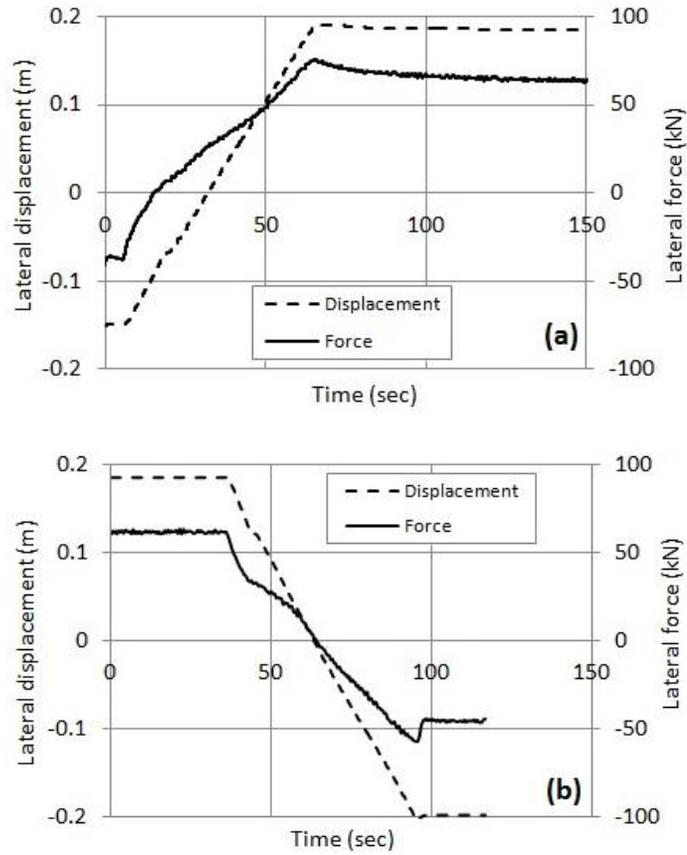 0.2
0.1
0
-0.1
-0.2
Lateral displacement (m)
100
50
0
-50
-100
Lateral force (kN)
0
50
100
150
Displacement
Force
(a)
Time (sec)
0.2
0.1
0
-0.1
-0.2
Lateral displacement (m)
100
50
0
-50
-100
Lateral force (kN)
Displacement
Force
0
50
100
150
(b)
Time (sec)